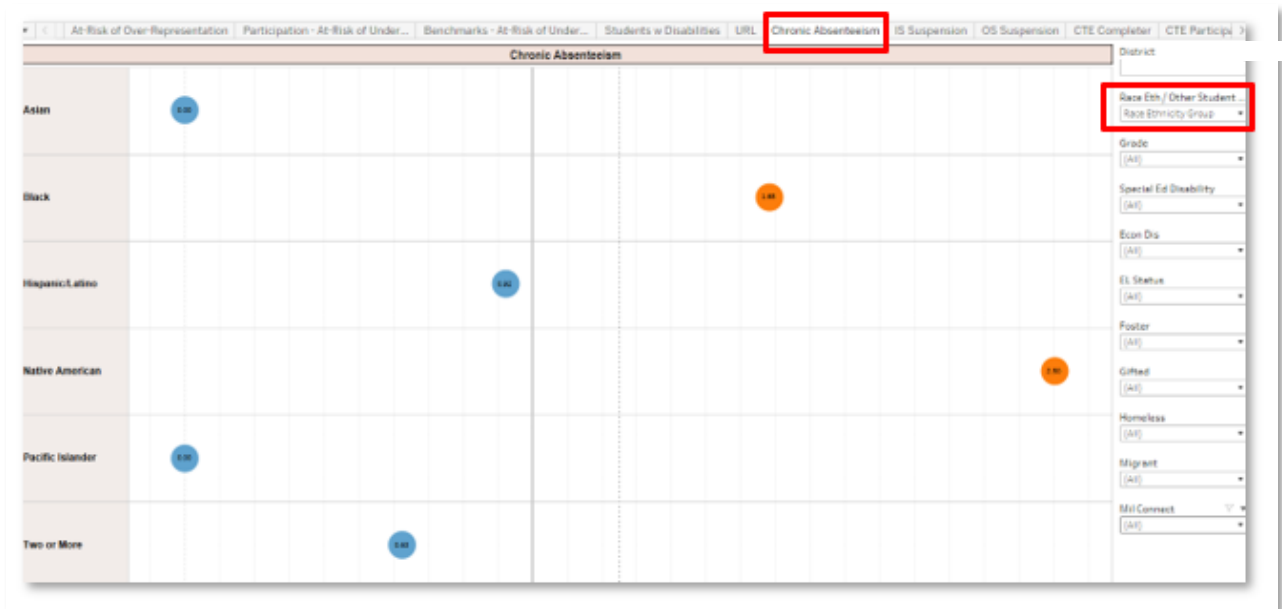 At-Risk of Over-Representation Participation - At-Risk of Under... Benchmarks - At-Risk of Under... Students w Disabilities URL Chronic Absenteeism IS Suspension OS Suspension CTE Completer CTE Particip
Chronic Absenteeism
District
Race Eth / Other Student ...
Race Ethnicity Group
Grade
(All)
Special Ed Disability
(All)
Econ Dis
(All)
EL Status
(All)
Foster
(All)
Gifted
(All)
Homeless
(All)
Migrant
(All)
Mil Connect
(All)
Asian
0.00
Black
Hispanic/Latino
0.92
Native American
Pacific Islander
0.00
Two or More